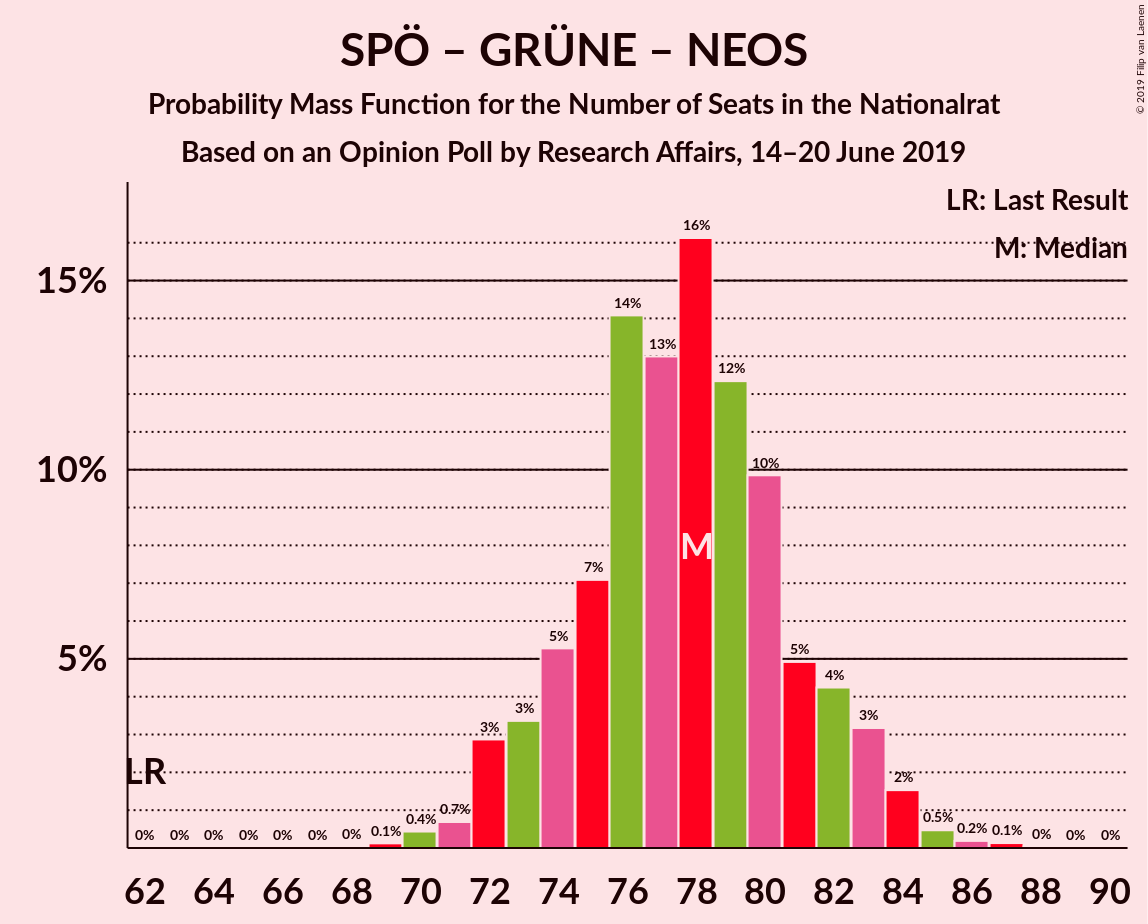 SPÖ – GRÜNE – NEOS
Probability Mass Function for the Number of Seats in the Nationalrat
Based on an Opinion Poll by Research Affairs, 14–20 June 2019
© 2019 Filip van Laenen
LR: Last Result
M: Median
15%
10%
5%
LR
M
0% 0% 0% 0% 0% 0% 0% 0.1% 0.4% 0.7% 3% 3% 5% 7% 14% 13% 16% 12% 10% 5% 4% 3% 2% 0.5% 0.2% 0.1% 0% 0% 0%
62 64 66 68 70 72 74 76 78 80 82 84 86 88 90